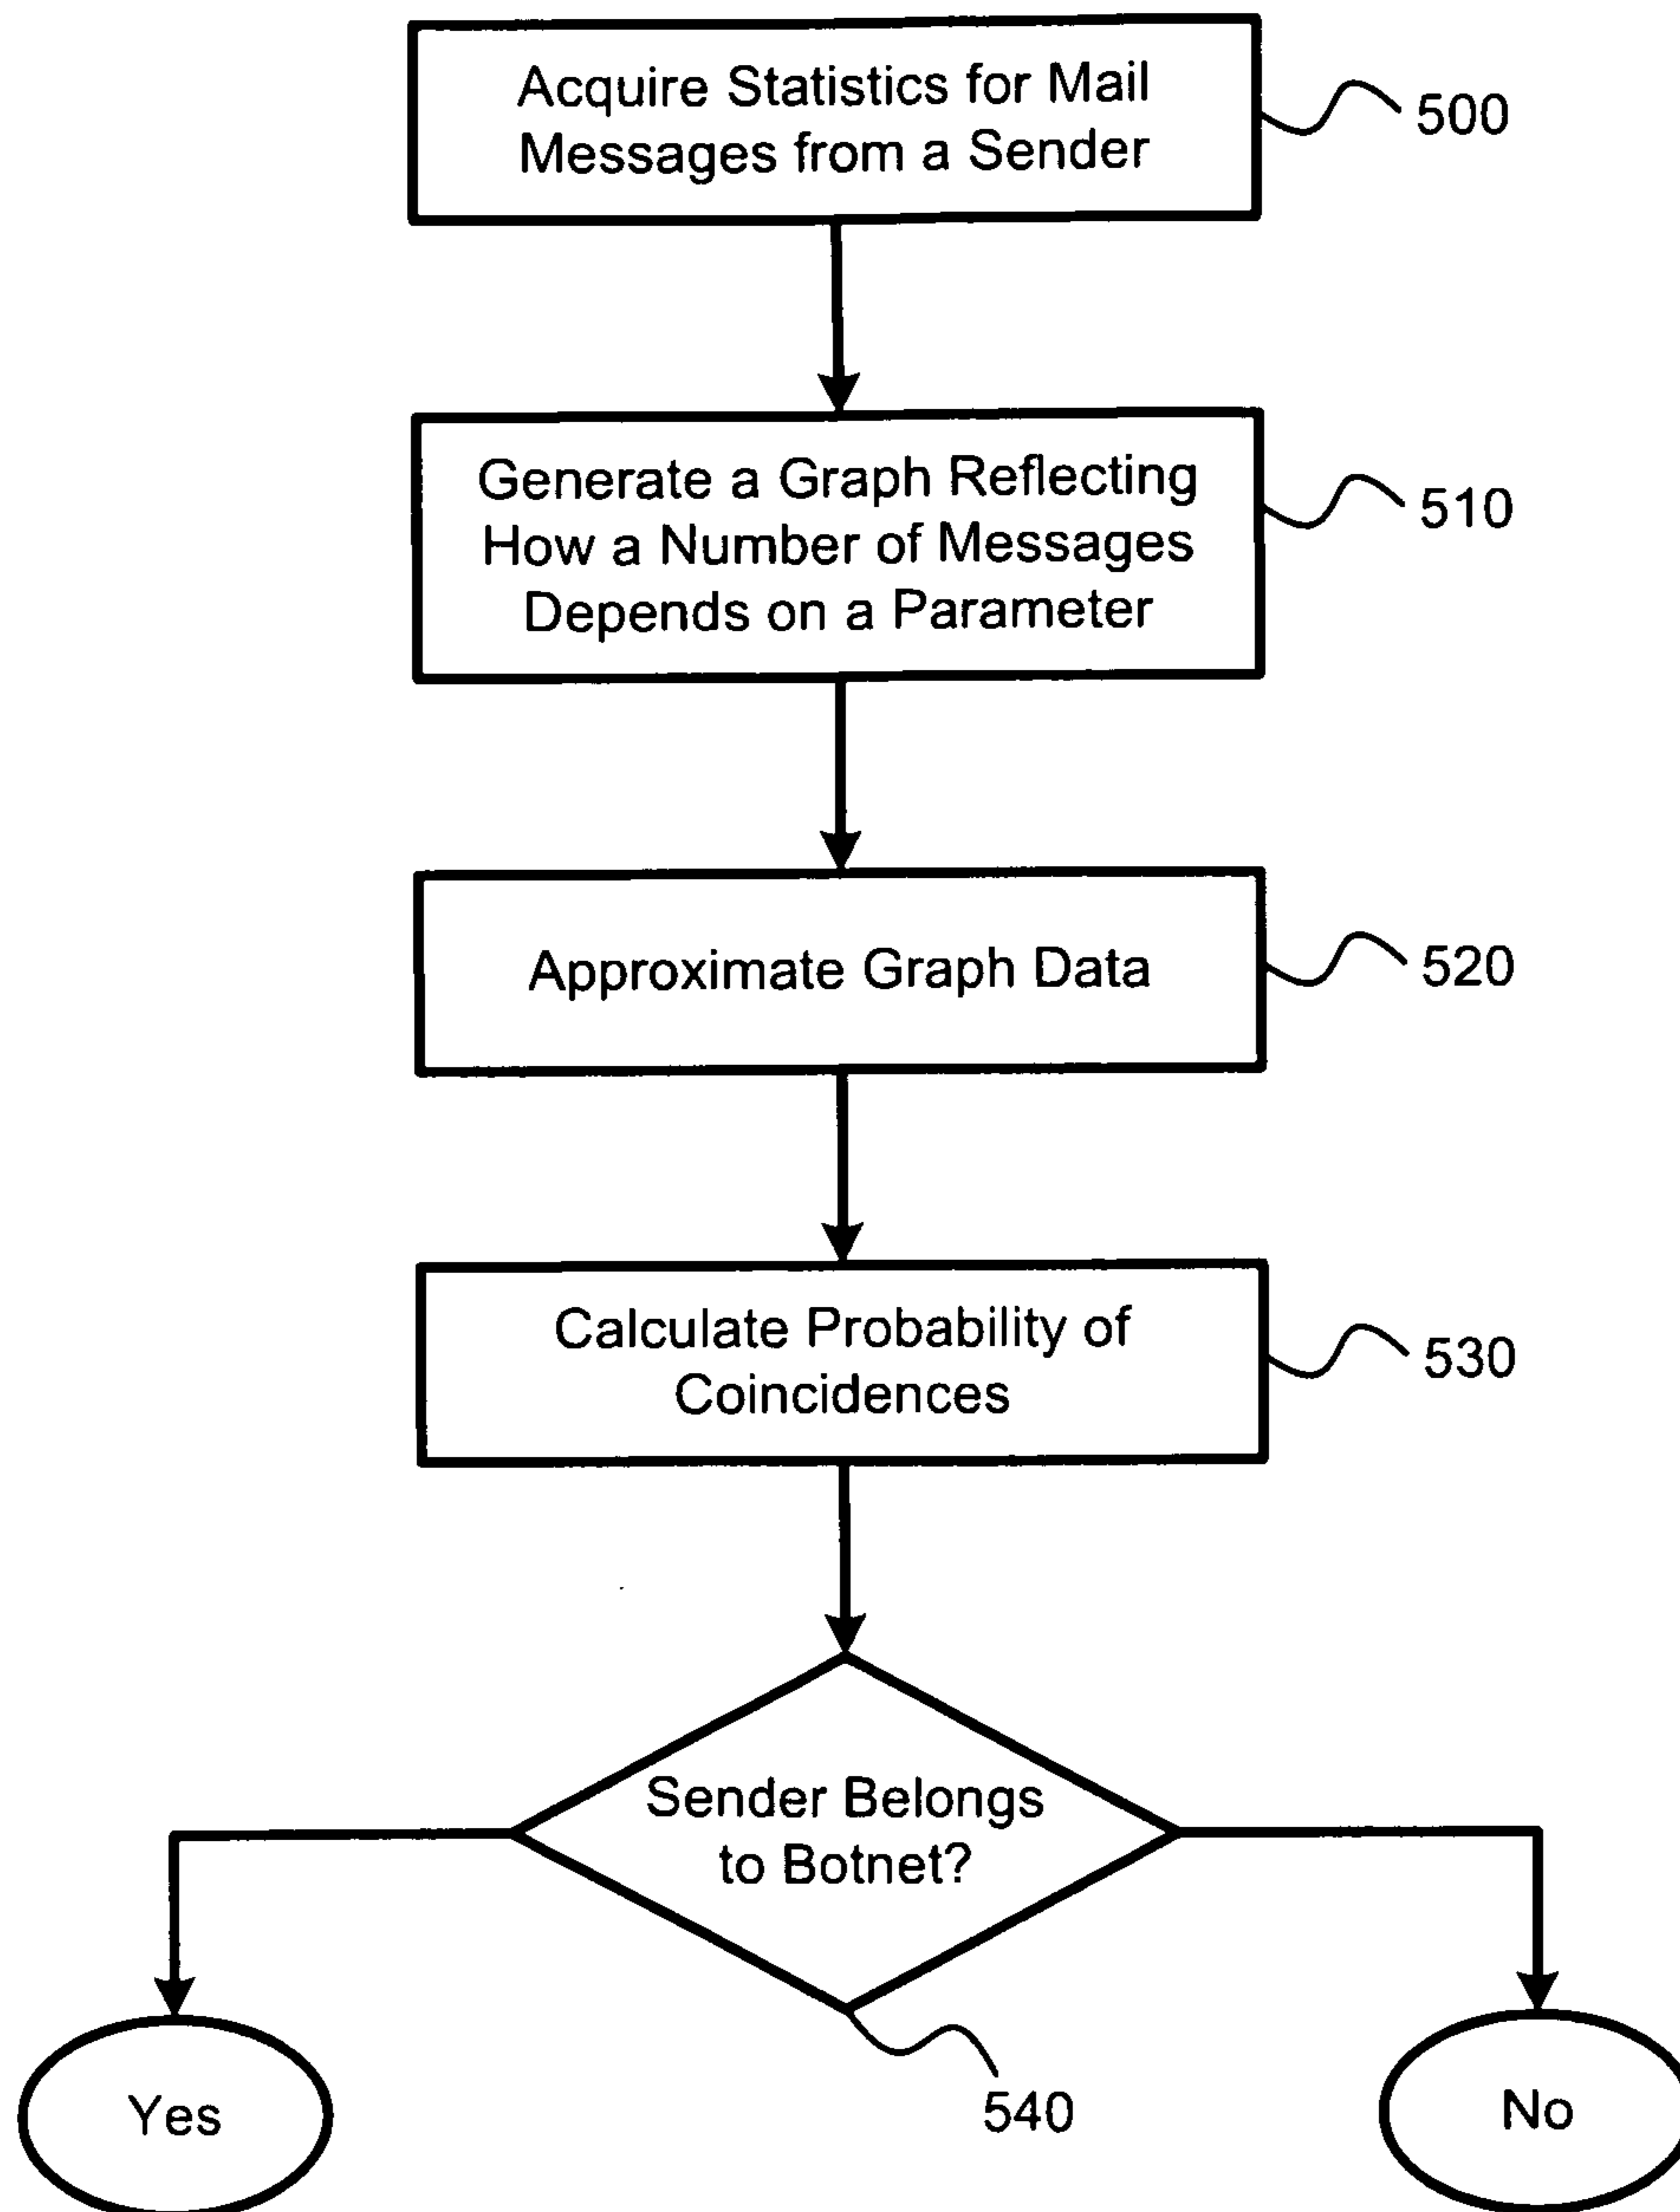 Acquire Statistics for Mail
Messages from a Sender
500
Generate a Graph Reflecting
How a Number of Messages
Depends on a Parameter
510
Approximate Graph Data
520
Calculate Probability of
Coincidences
530
Sender Belongs
to Botnet?
540
Yes
No